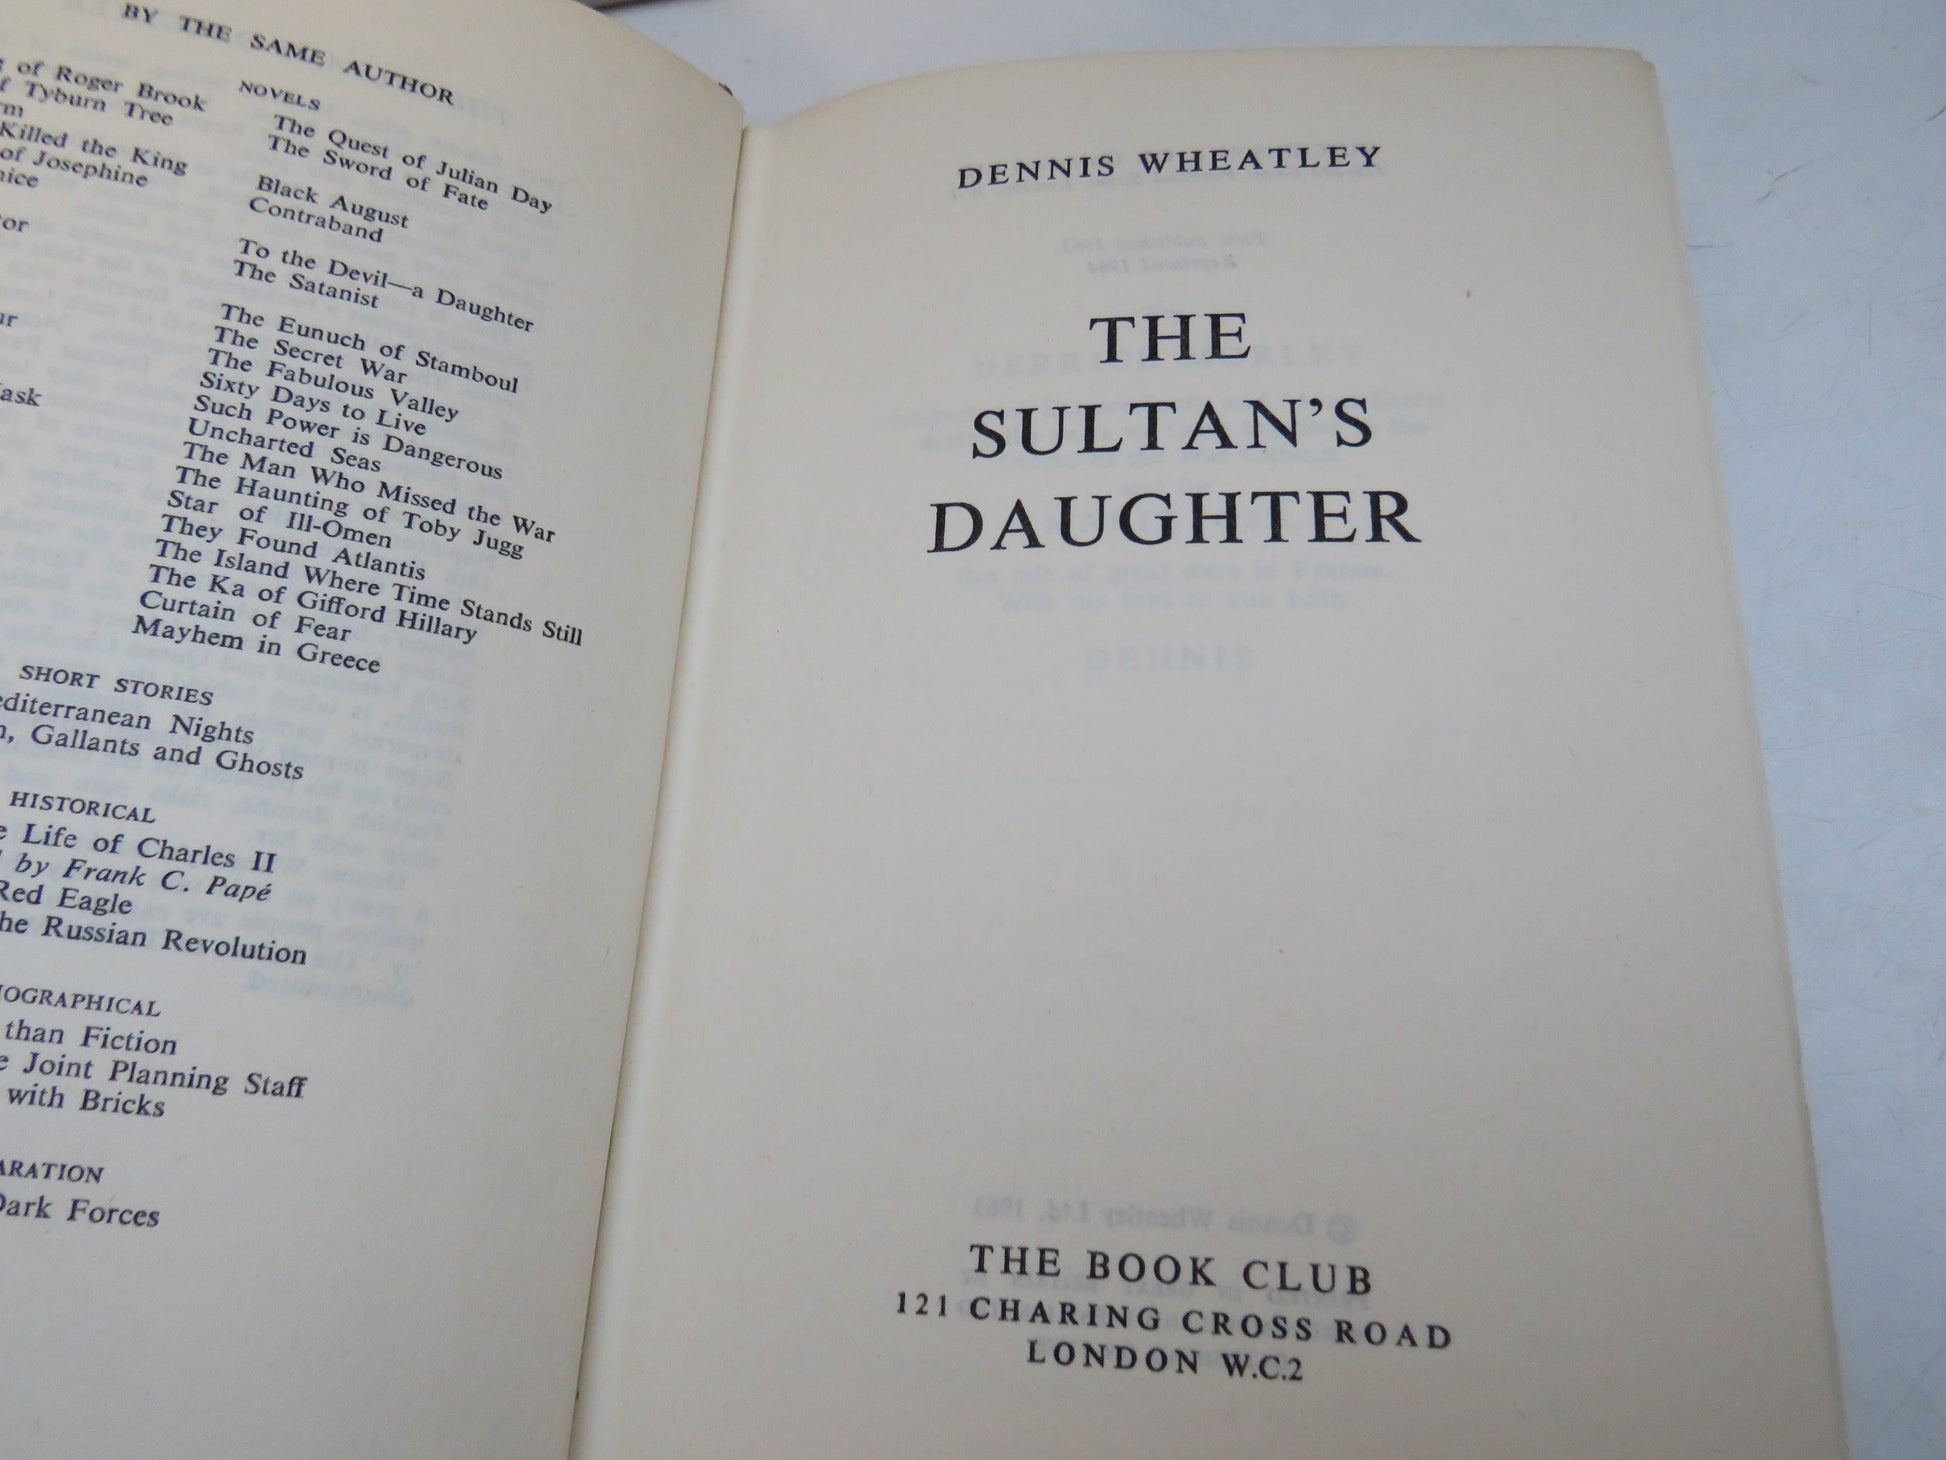 BY THE SAME AUTHOR
NOVELS
of Roger Brook
Tyburn Tree
Killed the King
of Josephine
The Quest of Julian Day
The Sword of Fate
Black August
Contraband
To the Devil—a Daughter
The Satanist
The Eunuch of Stamboul
The Secret War
The Fabulous Valley
Sixty Days to Live
Such Power is Dangerous
Uncharted Seas
The Man Who Missed the War
The Haunting of Toby Jugg
Star of Ill-Omen
They Found Atlantis
The Island Where Time Stands Still
The Ka of Gifford Hillary
Curtain of Fear
Mayhem in Greece
SHORT STORIES
editerranean Nights
, Gallants and Ghosts
HISTORICAL
Life of Charles II
by Frank C. Papé
Red Eagle
he Russian Revolution
OGRAPHICAL
than Fiction
Joint Planning Staff
with Bricks
ARATION
Dark Forces
DENNIS WHEATLEY
THE
SULTAN'S
DAUGHTER
THE BOOK CLUB
121 CHARING CROSS ROAD
LONDON W.C.2